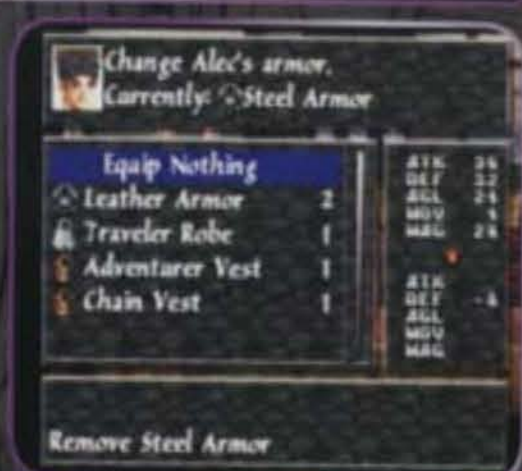 Change Alec's armor.
Currently: Steel Armor
Equip Nothing
Leather Armor 2
Traveler Robe 1
Adventurer Vest 1
Chain Vest 1
ATK
DEF
AGL
MOV
MAG
ATK
DEF
AGL
MOV
MAG
Remove Steel Armor